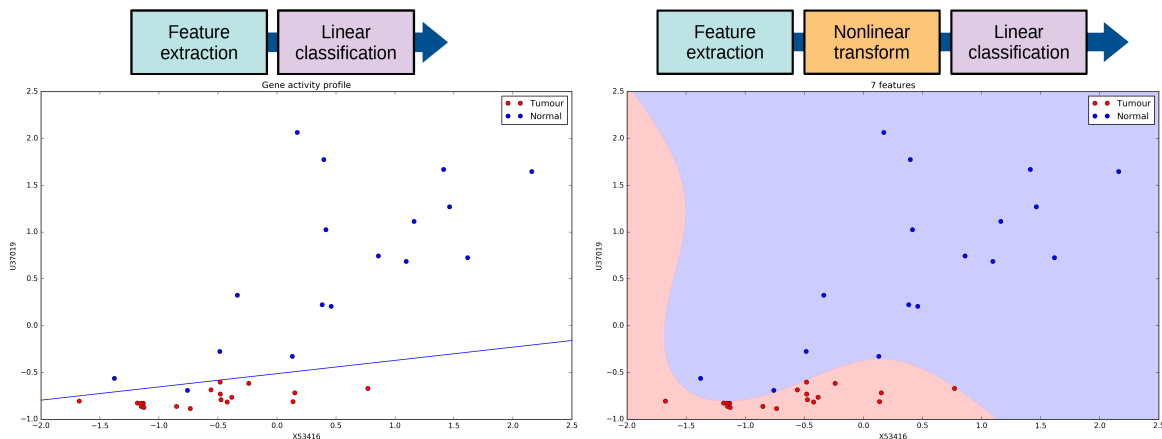 Feature
extraction
Linear
classification
Gene activity profile
Tumour
Normal
2.5
2.0
1.5
1.0
0.5
0.0
−0.5
−1.0
U37019
−2.0 −1.5 −1.0 −0.5 0.0 0.5 1.0 1.5 2.0 2.5
X53416
Feature
extraction
Nonlinear
transform
Linear
classification
7 features
Tumour
Normal
2.5
2.0
1.5
1.0
0.5
0.0
−0.5
−1.0
U37019
−2.0 −1.5 −1.0 −0.5 0.0 0.5 1.0 1.5 2.0 2.5
X53416